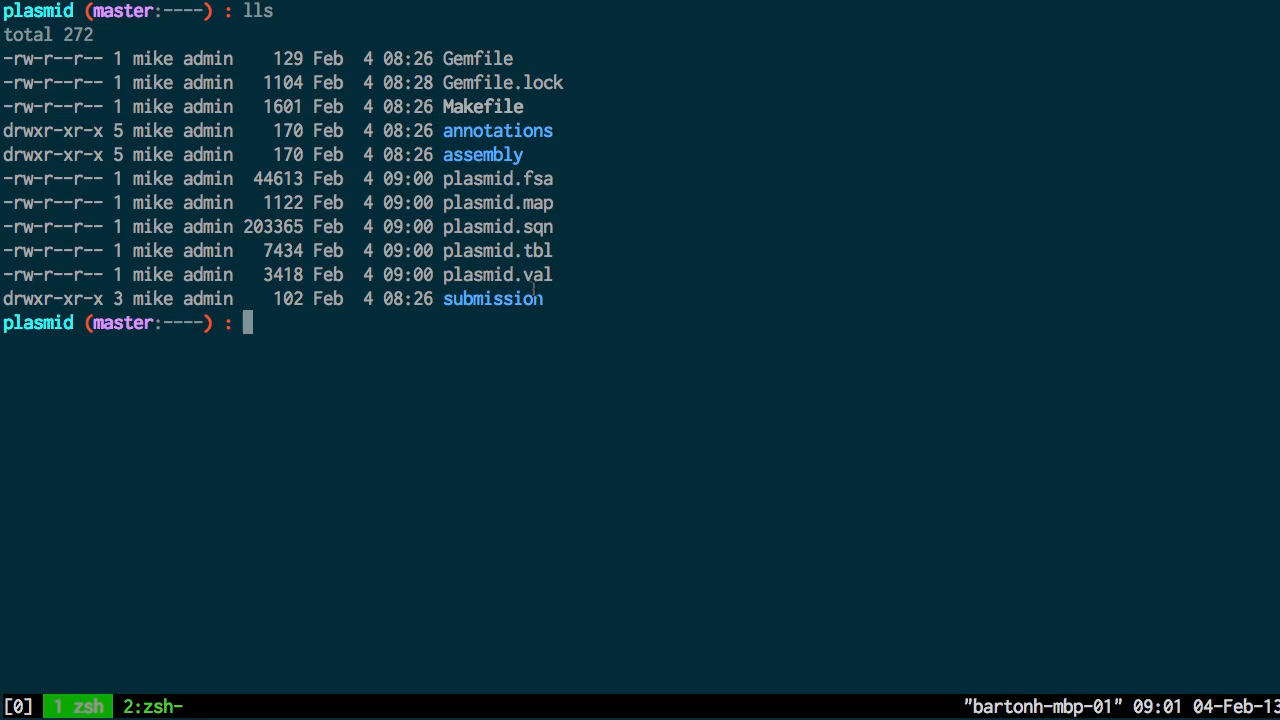 plasmid (master:----) : lls
total 272
-rw-r--r-- 1 mike admin    129 Feb  4 08:26 Gemfile
-rw-r--r-- 1 mike admin   1104 Feb  4 08:28 Gemfile.lock
-rw-r--r-- 1 mike admin   1601 Feb  4 08:26 Makefile
drwxr-xr-x 5 mike admin    170 Feb  4 08:26 annotations
drwxr-xr-x 5 mike admin    170 Feb  4 08:26 assembly
-rw-r--r-- 1 mike admin  44613 Feb  4 09:00 plasmid.fsa
-rw-r--r-- 1 mike admin   1122 Feb  4 09:00 plasmid.map
-rw-r--r-- 1 mike admin 203365 Feb  4 09:00 plasmid.sqn
-rw-r--r-- 1 mike admin   7434 Feb  4 09:00 plasmid.tbl
-rw-r--r-- 1 mike admin   3418 Feb  4 09:00 plasmid.val
drwxr-xr-x 3 mike admin    102 Feb  4 08:26 submission
plasmid (master:----) :
[0] 1 zsh 2:zsh- "bartonh-mbp-01" 09:01 04-Feb-13